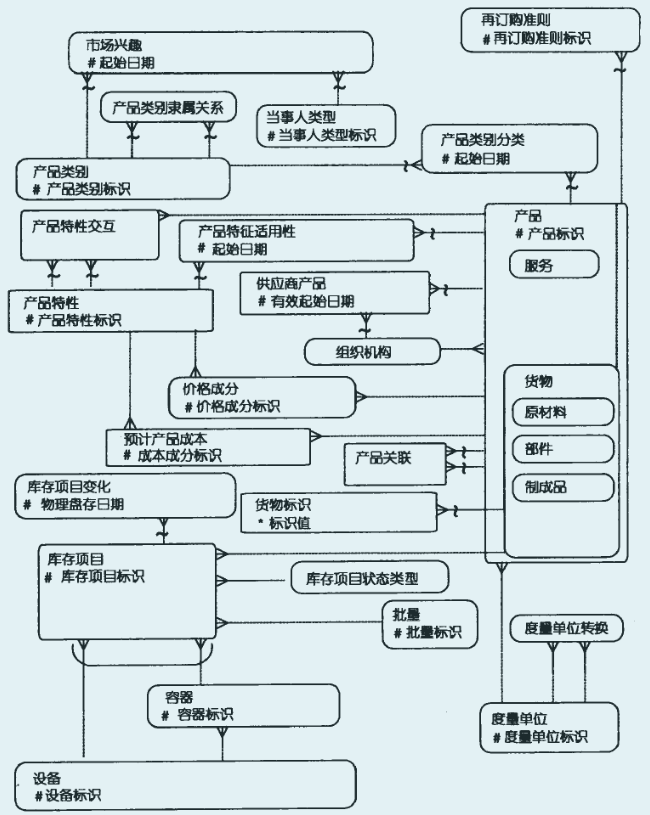 再订购准则
# 再订购准则标识
市场兴趣
# 起始日期
产品类别隶属关系
当事人类型
# 当事人类型标识
产品类别分类
# 起始日期
产品类别
# 产品类别标识
产品特性交互
产品特征适用性
# 起始日期
产品
# 产品标识
服务
供应商产品
# 有效起始日期
产品特性
# 产品特性标识
组织机构
货物
原材料
部件
制成品
价格成分
# 价格成分标识
预计产品成本
# 成本成分标识
产品关联
库存项目变化
# 物理盘存日期
货物标识
* 标识值
库存项目
# 库存项目标识
库存项目状态类型
批量
# 批量标识
度量单位转换
容器
# 容器标识
度量单位
# 度量单位标识
设备
#设备标识